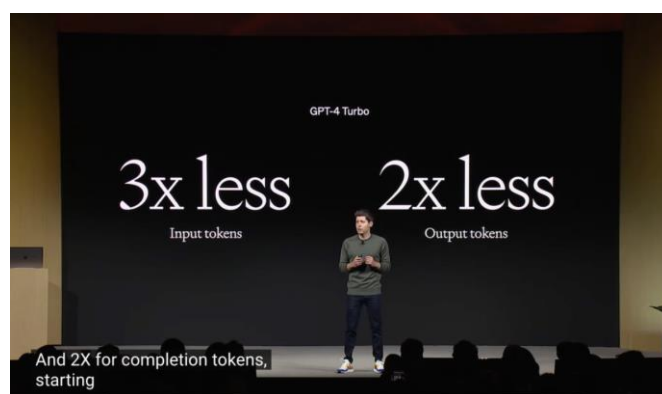 GPT-4 Turbo
3x less
2x less
Input tokens
Output tokens
And 2X for completion tokens,
starting